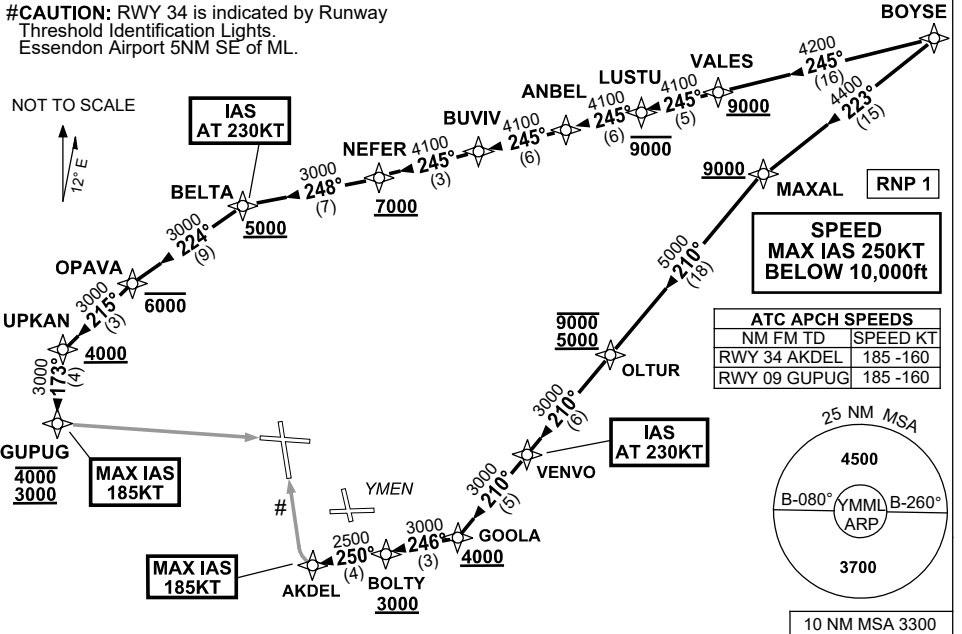 #CAUTION: RWY 34 is indicated by Runway
Threshold Identification Lights.
Essendon Airport 5NM SE of ML.
NOT TO SCALE
12° E
BOYSE
4200
245°
(16)
4400
223°
(15)
VALES
9000
4100
245°
(5)
LUSTU
9000
4100
245°
(6)
ANBEL
4100
245°
(6)
BUVIV
4100
245°
(3)
NEFER
7000
3000
248°
(7)
IAS
AT 230KT
BELTA
5000
3000
224°
(9)
OPAVA
6000
3000
215°
(3)
UPKAN
4000
3000
173°
(4)
GUPUG
4000
3000
MAX IAS
185KT
9000
MAXAL
RNP 1
SPEED
MAX IAS 250KT
BELOW 10,000ft
5000
210°
(18)
9000
5000
OLTUR
3000
210°
(6)
IAS
AT 230KT
VENVO
3000
210°
(5)
GOOLA
4000
3000
246°
(3)
BOLTY
3000
2500
250°
(4)
AKDEL
MAX IAS
185KT
#
YMEN
ATC APCH SPEEDS
NM FM TD SPEED KT
RWY 34 AKDEL 185 -160
RWY 09 GUPUG 185 -160
25 NM MSA
4500
B-080° YMML B-260°
ARP
3700
10 NM MSA 3300